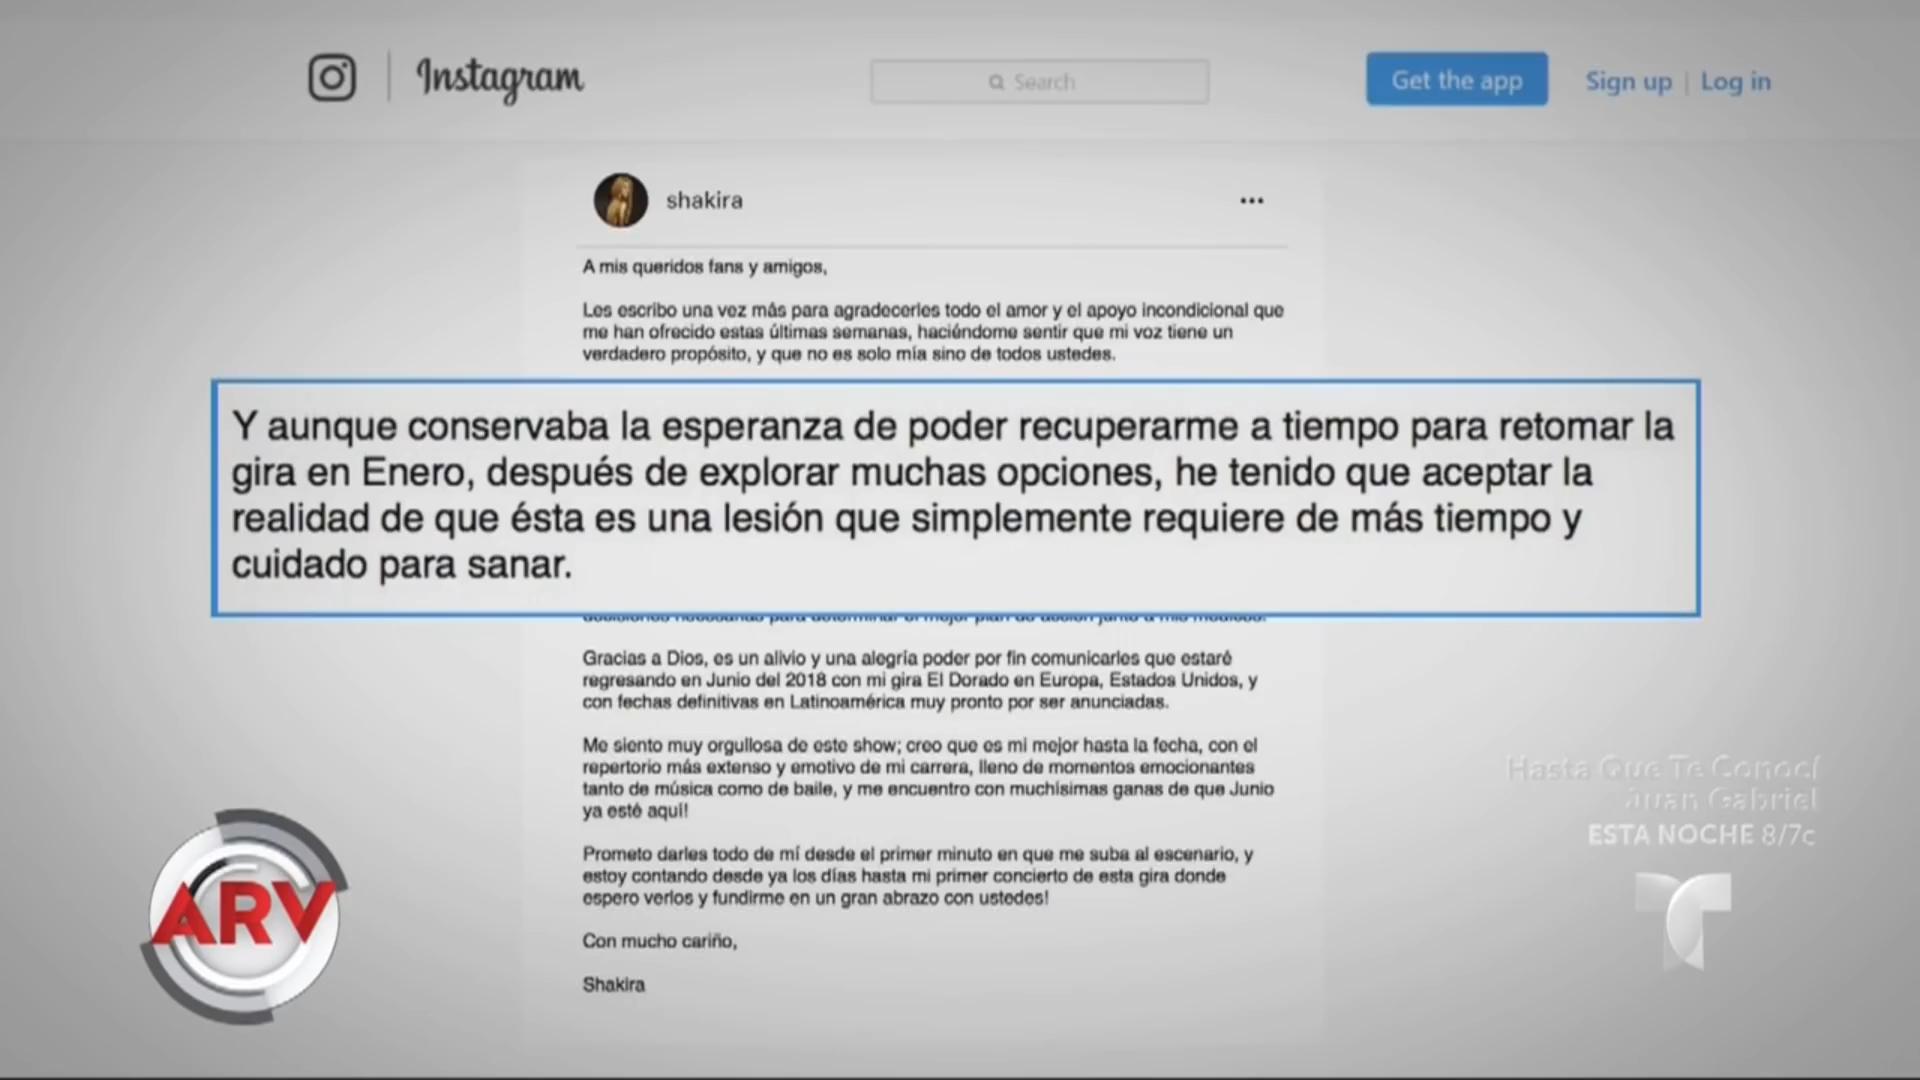 Instagram
Search
Get the app
Sign up | Log in
shakira
A mis queridos fans y amigos,
Les escribo una vez más para agradecerles todo el amor y el apoyo incondicional que
me han ofrecido estas últimas semanas, haciéndome sentir que mi voz tiene un
verdadero propósito, y que no es solo mía sino de todos ustedes.
Y aunque conservaba la esperanza de poder recuperarme a tiempo para retomar la
gira en Enero, después de explorar muchas opciones, he tenido que aceptar la
realidad de que ésta es una lesión que simplemente requiere de más tiempo y
cuidado para sanar.
Gracias a Dios, es un alivio y una alegría poder por fin comunicarles que estaré
regresando en Junio del 2018 con mi gira El Dorado en Europa, Estados Unidos, y
con fechas definitivas en Latinoamérica muy pronto por ser anunciadas.
Me siento muy orgullosa de este show; creo que es mi mejor hasta la fecha, con el
repertorio más extenso y emotivo de mi carrera, lleno de momentos emocionantes
tanto de música como de baile, y me encuentro con muchísimas ganas de que Junio
ya esté aquí!
Prometo darles todo de mí desde el primer minuto en que me suba al escenario, y
estoy contando desde ya los días hasta mi primer concierto de esta gira donde
espero verlos y fundirme en un gran abrazo con ustedes!
Con mucho cariño,
Shakira
Hasta Que Te Conocí
Juan Gabriel
ESTA NOCHE 8/7c
ARV